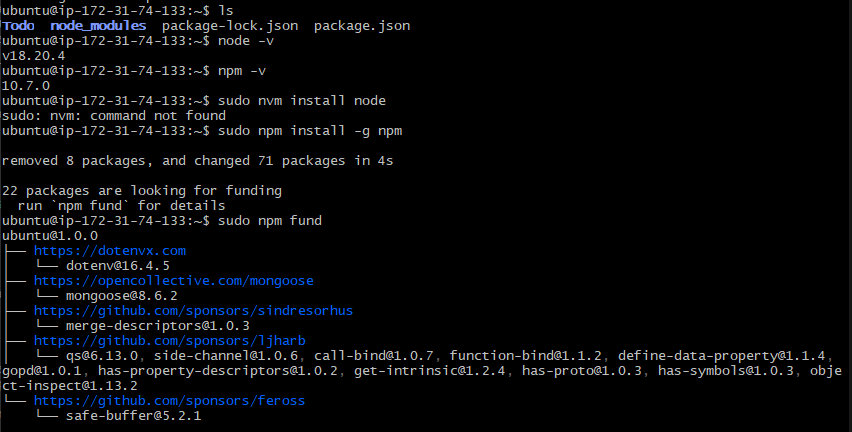 ubuntu@ip-172-31-74-133:~$ ls
Todo  node_modules  package-lock.json  package.json
ubuntu@ip-172-31-74-133:~$ node -v
v18.20.4
ubuntu@ip-172-31-74-133:~$ npm -v
10.7.0
ubuntu@ip-172-31-74-133:~$ sudo nvm install node
sudo: nvm: command not found
ubuntu@ip-172-31-74-133:~$ sudo npm install -g npm

removed 8 packages, and changed 71 packages in 4s

22 packages are looking for funding
  run `npm fund` for details
ubuntu@ip-172-31-74-133:~$ sudo npm fund
ubuntu@1.0.0
├── https://dotenvx.com
│   └── dotenv@16.4.5
├── https://opencollective.com/mongoose
│   └── mongoose@8.6.2
├── https://github.com/sponsors/sindresorhus
│   └── merge-descriptors@1.0.3
├── https://github.com/sponsors/ljharb
│   └── qs@6.13.0, side-channel@1.0.6, call-bind@1.0.7, function-bind@1.1.2, define-data-property@1.1.4,
gopd@1.0.1, has-property-descriptors@1.0.2, get-intrinsic@1.2.4, has-proto@1.0.3, has-symbols@1.0.3, obje
ct-inspect@1.13.2
└── https://github.com/sponsors/feross
    └── safe-buffer@5.2.1